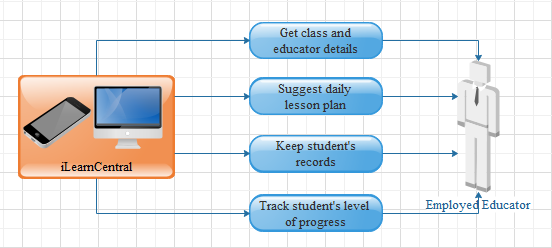 Get class and
educator details
Suggest daily
lesson plan
iLearnCentral
Keep student's
records
Track student's level
of progress
Employed Educator